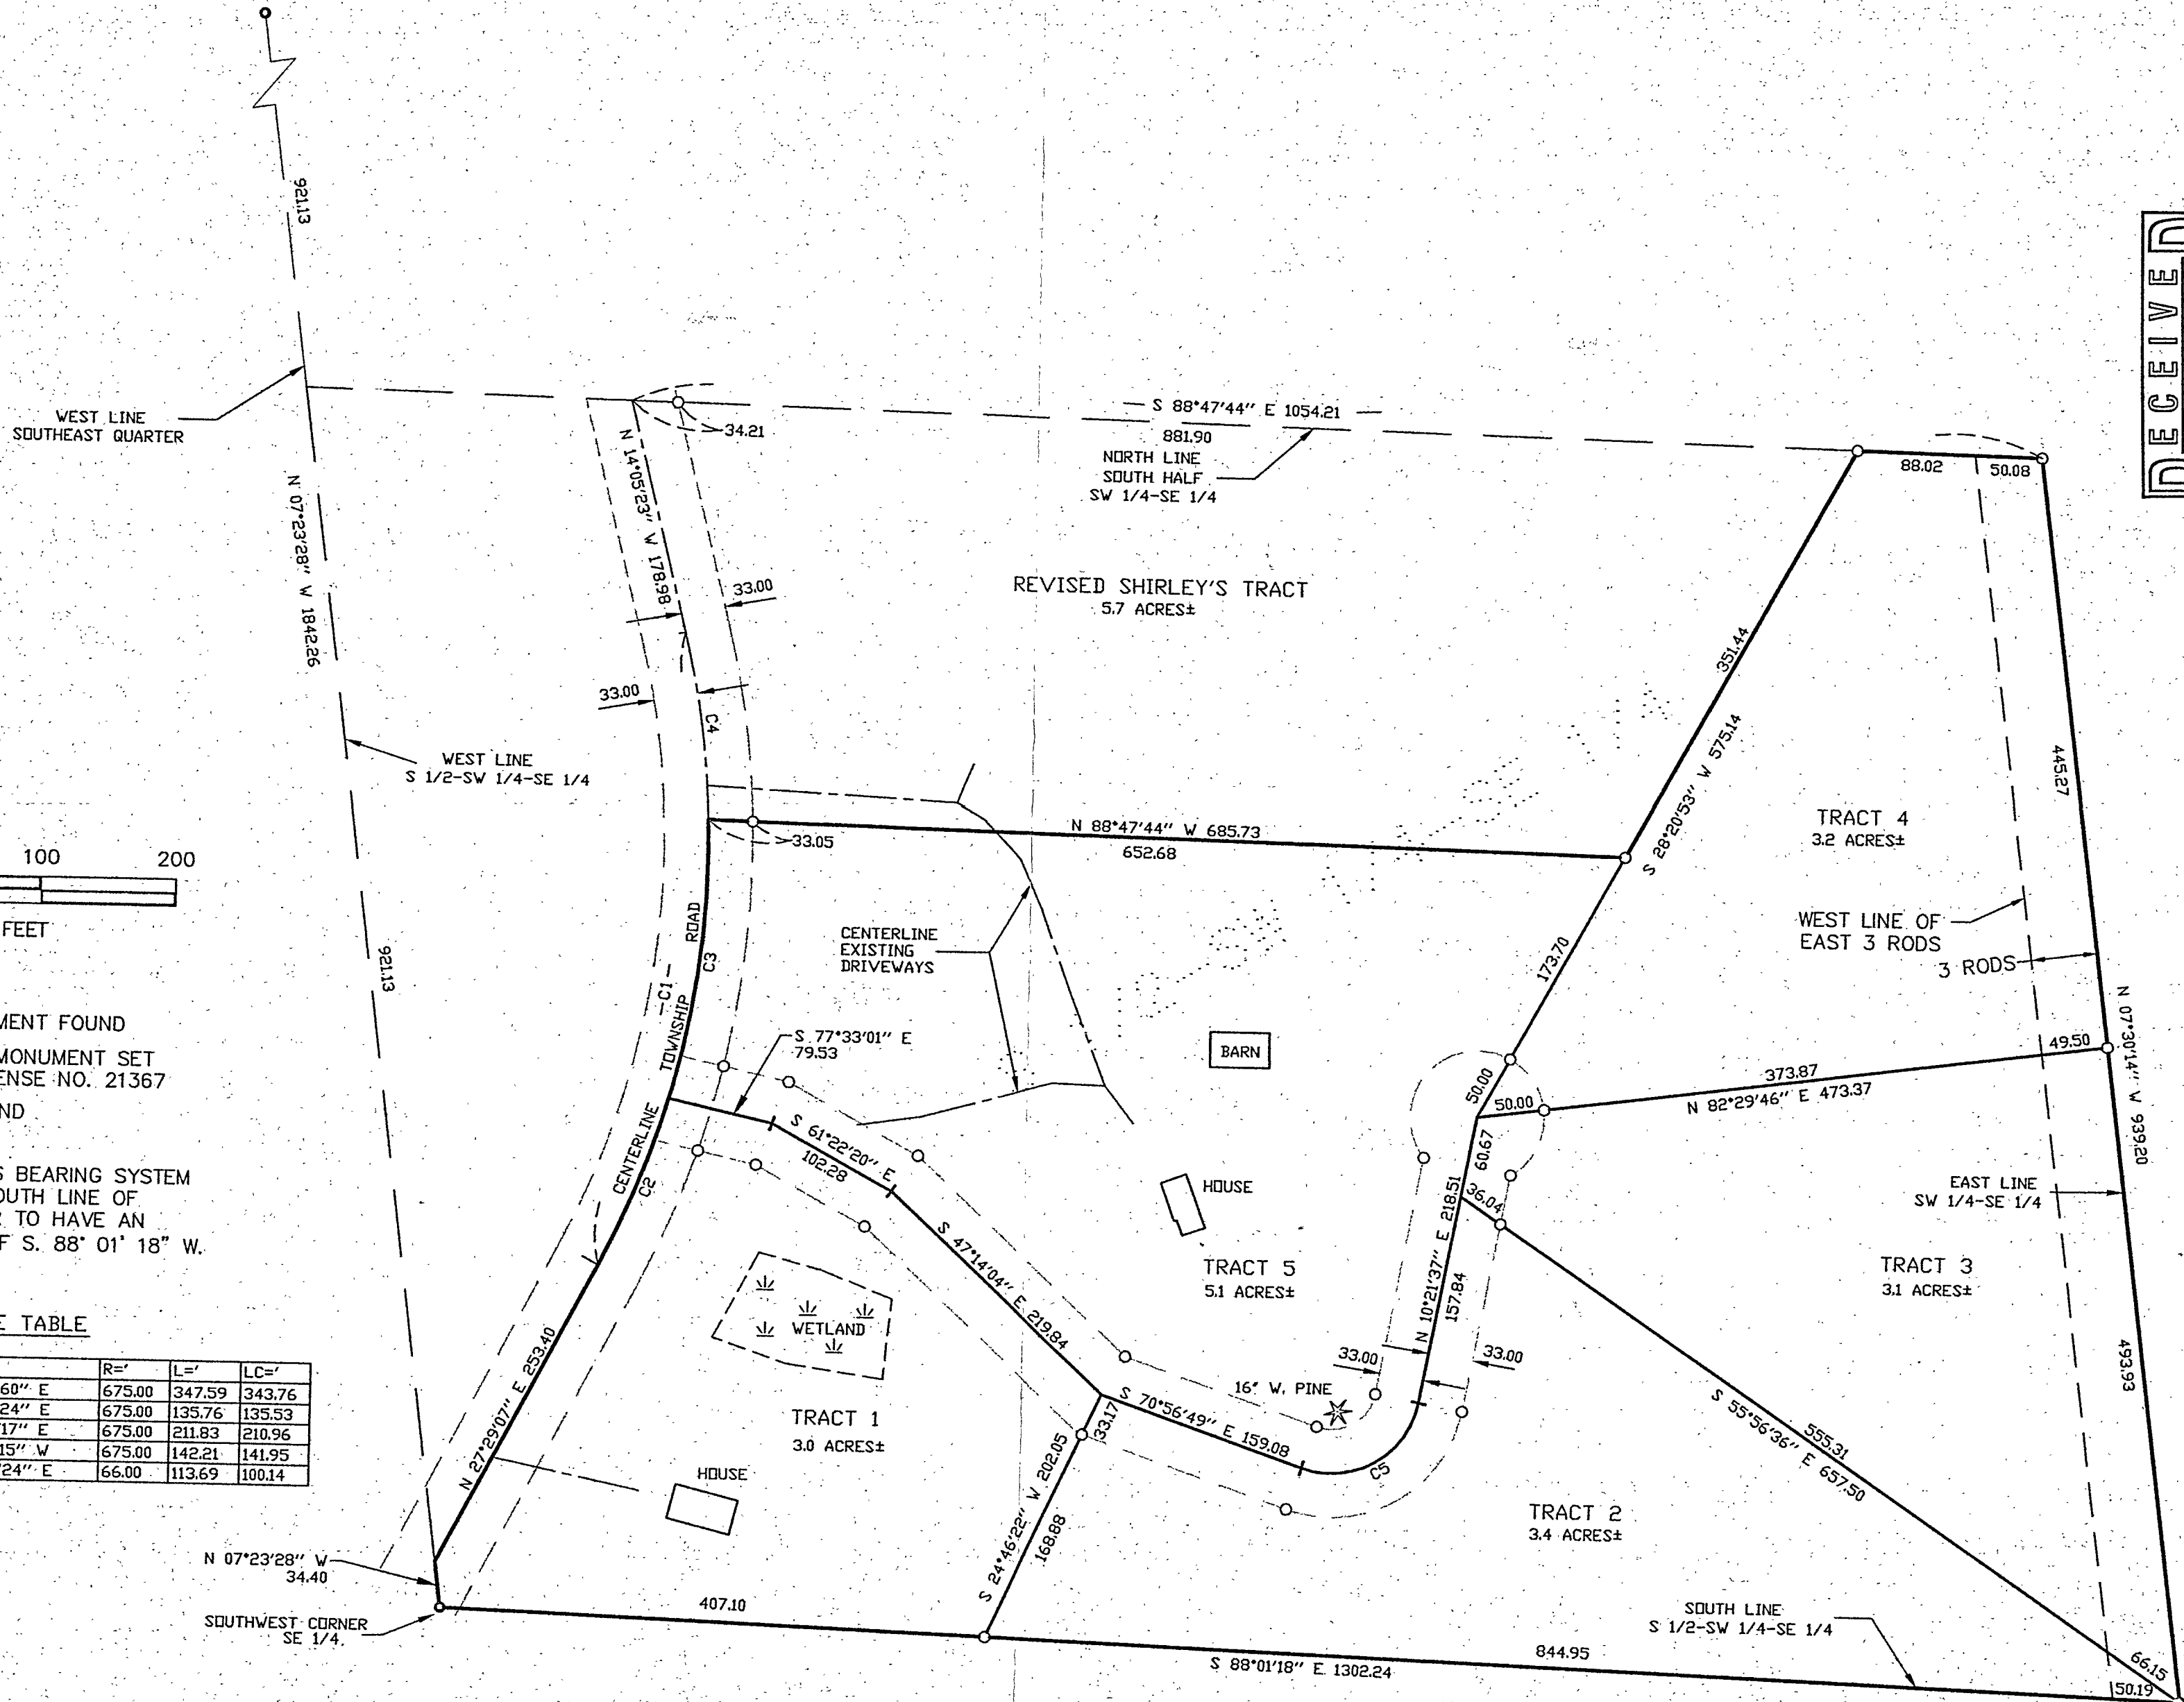 921.13
WEST LINE
SOUTHEAST QUARTER
N 07°23'28" W 1842.26
34.21
N 14°05'23" W 178.98
S 88°47'44" E 1054.21
881.90
NORTH LINE
SOUTH HALF
SW 1/4-SE 1/4
88.02
50.08
33.00
33.00
REVISED SHIRLEY'S TRACT
5.7 ACRES±
351.44
S 28°20'53" W 575.14
445.27
C4
WEST LINE
S 1/2-SW 1/4-SE 1/4
TRACT 4
3.2 ACRES±
N 88°47'44" W 685.73
652.68
33.05
100
200
FEET
WEST LINE OF
EAST 3 RODS
3 RODS
CENTERLINE
EXISTING
DRIVEWAYS
173.70
921.13
CENTERLINE TOWNSHIP ROAD
C3
-C1-
C2
MENT FOUND
MONUMENT SET
ENSE NO. 21367
ND
S. 77°33'01" E
79.53
BARN
50.00
50.00
373.87
N 82°29'46" E 473.37
49.50
N 07°30'14" W 939.20
S 61°22'20" E
102.28
HOUSE
60.67
36.04
EAST LINE
SW 1/4-SE 1/4
S BEARING SYSTEM
OUTH LINE OF
TO HAVE AN
F S. 88° 01' 18" W.
S 47°14'04" E 219.84
N 10°21'37" E 218.51
157.84
TRACT 5
5.1 ACRES±
TRACT 3
3.1 ACRES±
WETLAND
33.00
33.00
E TABLE
R=' L=' LC='
60" E 675.00 347.59 343.76
24" E 675.00 135.76 135.53
17" E 675.00 211.83 210.96
15" W 675.00 142.21 141.95
24" E 66.00 113.69 100.14
N 27°29'07" E 253.40
16" W. PINE
S 70°56'49" E 159.08
33.17
C5
TRACT 1
3.0 ACRES±
493.93
S 55°56'36" E 657.50
555.31
HOUSE
S 24°46'22" W 202.05
168.88
TRACT 2
3.4 ACRES±
N 07°23'28" W
34.40
SOUTHWEST CORNER
SE 1/4.
407.10
SOUTH LINE
S 1/2-SW 1/4-SE 1/4
844.95
S 88°01'18" E 1302.24
66.15
50.19